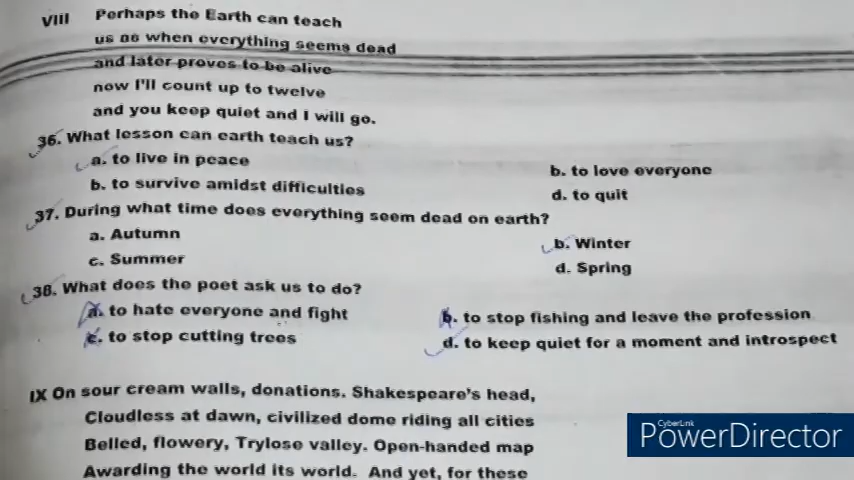 VIII Perhaps the Earth can teach
us as when everything seems dead
and later proves to be alive
now I'll count up to twelve
and you keep quiet and I will go.
36. What lesson can earth teach us?
a. to live in peace
b. to love everyone
b. to survive amidst difficulties
d. to quit
37. During what time does everything seem dead on earth?
a. Autumn
b. Winter
c. Summer
d. Spring
38. What does the poet ask us to do?
a. to hate everyone and fight
b. to stop fishing and leave the profession
c. to stop cutting trees
d. to keep quiet for a moment and introspect
IX On sour cream walls, donations. Shakespeare's head,
Cloudless at dawn, civilized dome riding all cities
Belled, flowery, Trylose valley. Open-handed map
Awarding the world its world. And yet, for these
CyberLink
PowerDirector